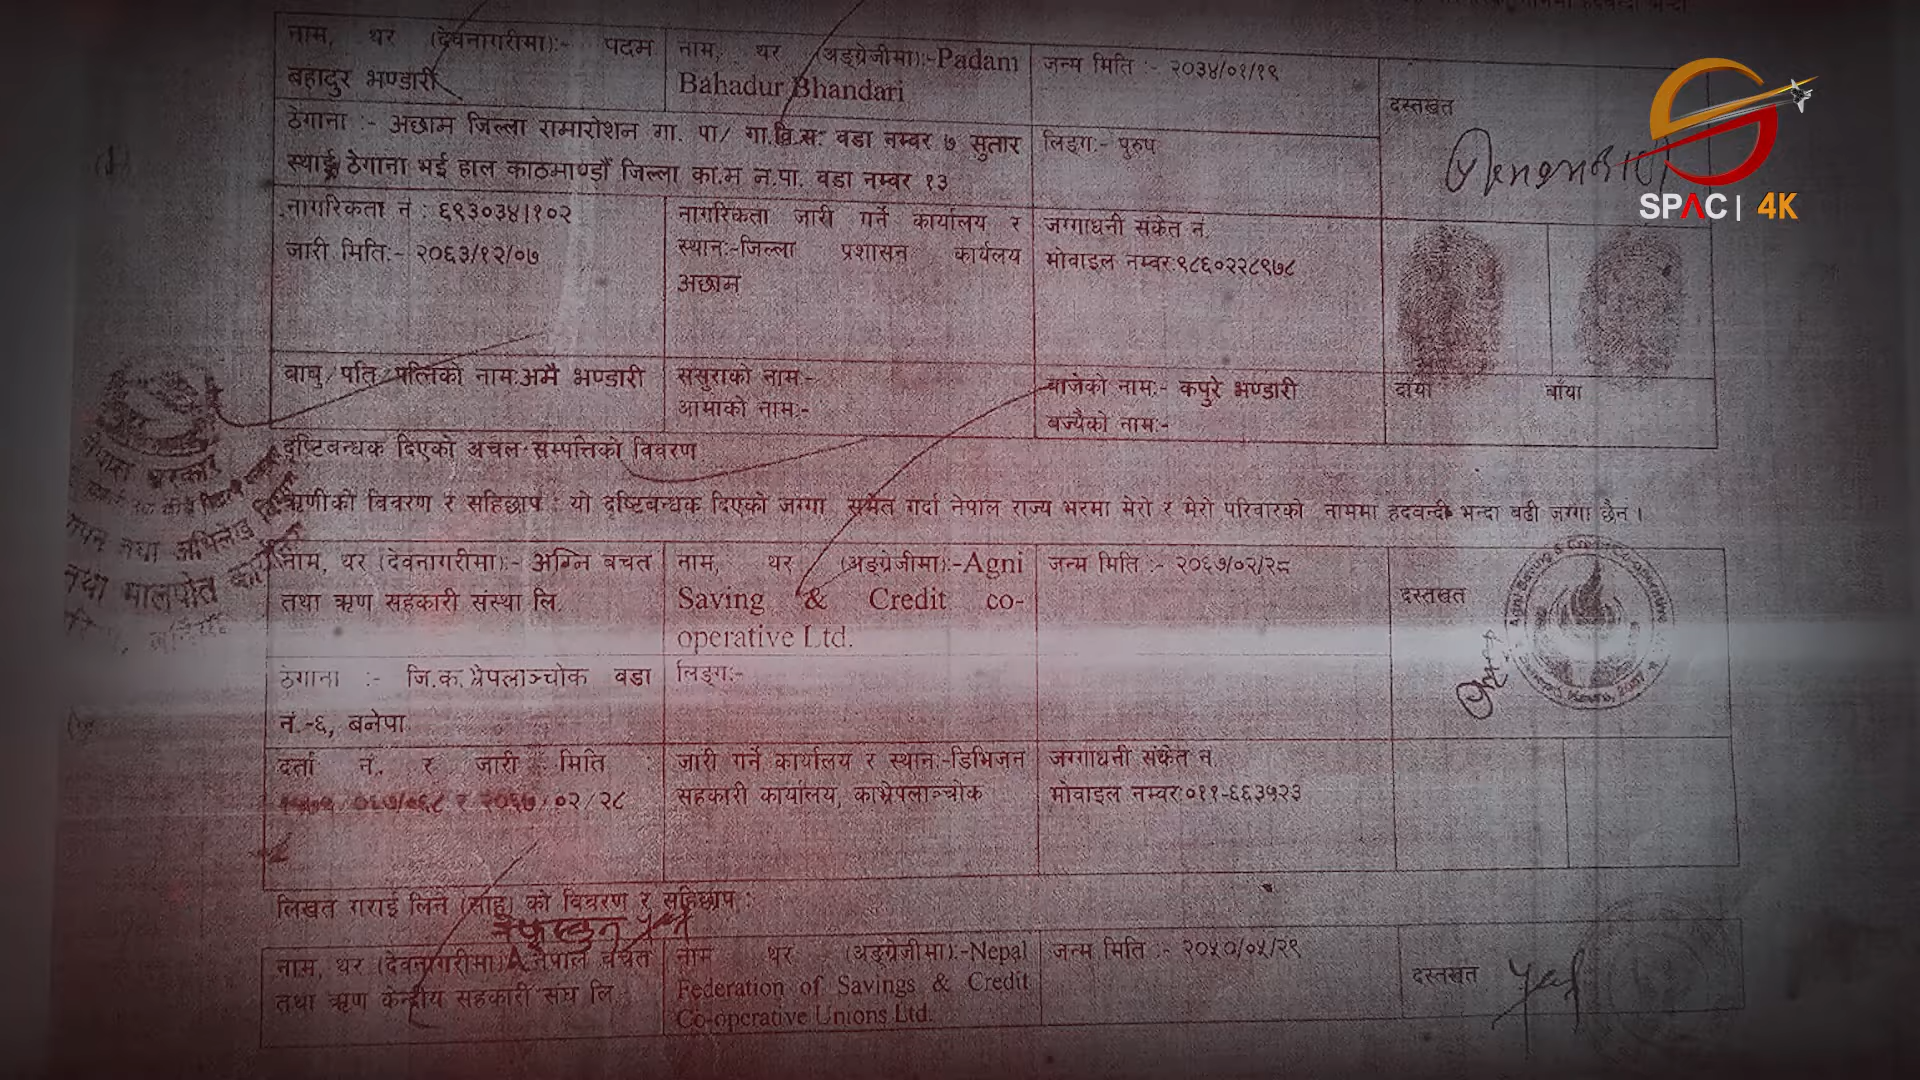 नाम, थर (देवनागरीमा):- पदम बहादुर भण्डारी
नाम, थर (अङ्ग्रेजीमा):-Padam Bahadur Bhandari
जन्म मिति :- २०३४/०१/१९
दस्तखत
ठेगाना :- अछाम जिल्ला रामारोशन गा. पा/ गा.वि.स. वडा नम्बर ७ सुतार
स्थाई ठेगाना भई हाल काठमाण्डौं जिल्ला का.म न.पा. वडा नम्बर १३
लिङ्ग:- पुरुष
SPAC| 4K
नागरिकता नं : ६९३०३४।१०२
जारी मिति:- २०६३/१२/०७
नागरिकता जारी गर्ने कार्यालय र
स्थान:-जिल्ला प्रशासन कार्यलय
अछाम
जग्गाधनी संकेत नं.
मोवाइल नम्बर:९८६०२२८९७८
बाबु/पति/पत्निको नाम:अमै भण्डारी
ससुराको नाम:-
आमाको नाम:-
बाजेको नाम:- कपुरे भण्डारी
बज्यैको नाम:-
दाँया
बाँया
दृष्टिबन्धक दिएको अचल सम्पत्तिको विवरण
ऋणीको विवरण र सहिछाप : यो दृष्टिबन्धक दिएको जग्गा समेत गर्दा नेपाल राज्य भरमा मेरो र मेरो परिवारको नाममा हदवन्दी भन्दा बढी जग्गा छैन ।
नाम, थर (देवनागरीमा):- अग्नि बचत
तथा ऋण सहकारी संस्था लि.
नाम, थर (अङ्ग्रेजीमा):-Agni
Saving & Credit co-
operative Ltd.
जन्म मिति :- २०६७/०२/२८
दस्तखत
ठेगाना :- जि.का.भ्रेपलाञ्चोक वडा
नं.-६, बनेपा
लिङ्ग:-
दर्ता नं. र जारी मिति :
०६७/०६८ र २०६७/०२/२८
जारी गर्ने कार्यालय र स्थान:-डिभिजन
सहकारी कार्यालय, काभ्रेपलाञ्चोक
जग्गाधनी संकेत नं.
मोवाइल नम्बर:०११-६६३५२३
लिखत गराई लिने (साहु) को विवरण र सहिछाप :
नाम, थर (देवनागरीमा) नेपाल बचत
तथा ऋण केन्द्रीय सहकारी संघ लि.
नाम थर (अङ्ग्रेजीमा):-Nepal
Federation of Savings & Credit
Co-operative Unions Ltd.
जन्म मिति :- २०५०/०५/२९
दस्तखत